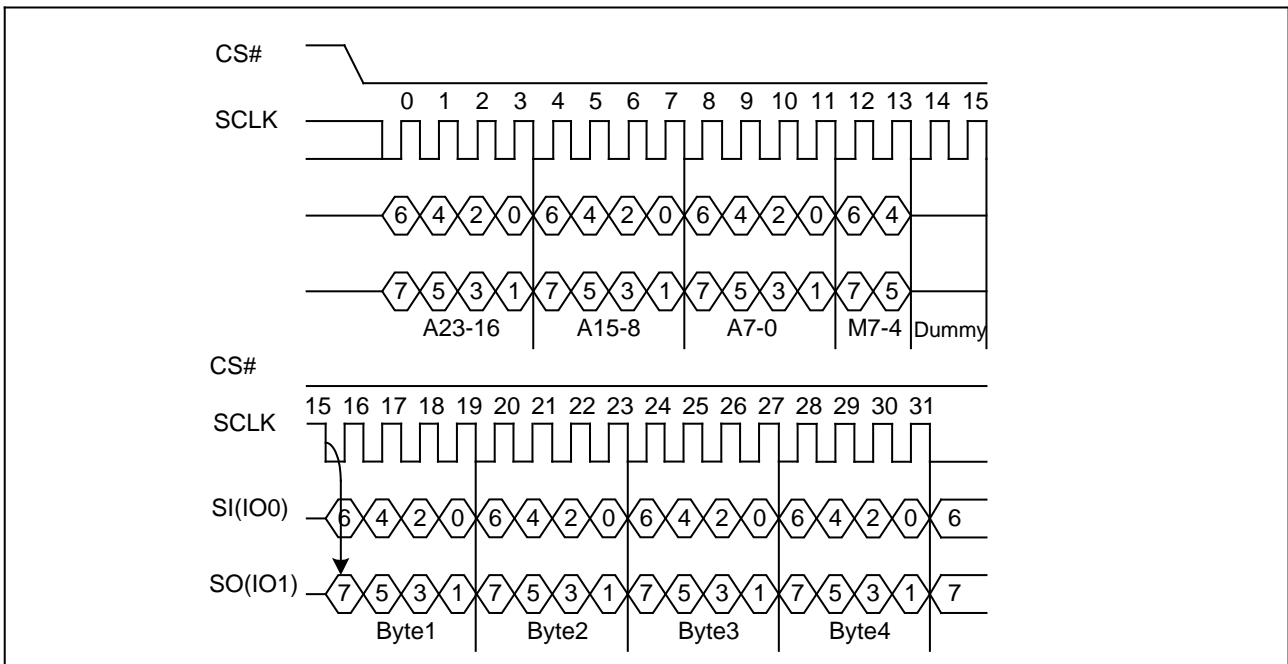 CS#
0 1 2 3 4 5 6 7 8 9 10 11 12 13 14 15
SCLK
6 4 2 0 6 4 2 0 6 4 2 0 6 4
7 5 3 1 7 5 3 1 7 5 3 1 7 5
A23-16 A15-8 A7-0 M7-4 Dummy
CS#
15 16 17 18 19 20 21 22 23 24 25 26 27 28 29 30 31
SCLK
SI(IO0) 6 4 2 0 6 4 2 0 6 4 2 0 6 4 2 0 6
SO(IO1) 7 5 3 1 7 5 3 1 7 5 3 1 7 5 3 1 7
Byte1 Byte2 Byte3 Byte4